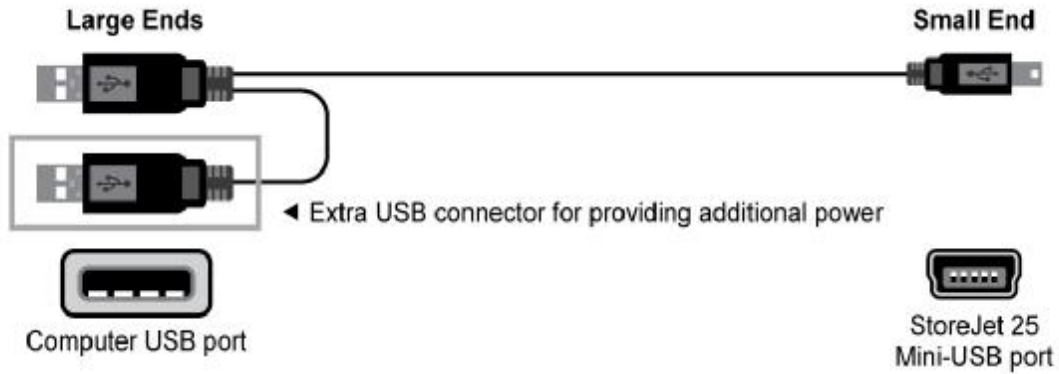 Large Ends
Small End
◄ Extra USB connector for providing additional power
Computer USB port
StoreJet 25
Mini-USB port